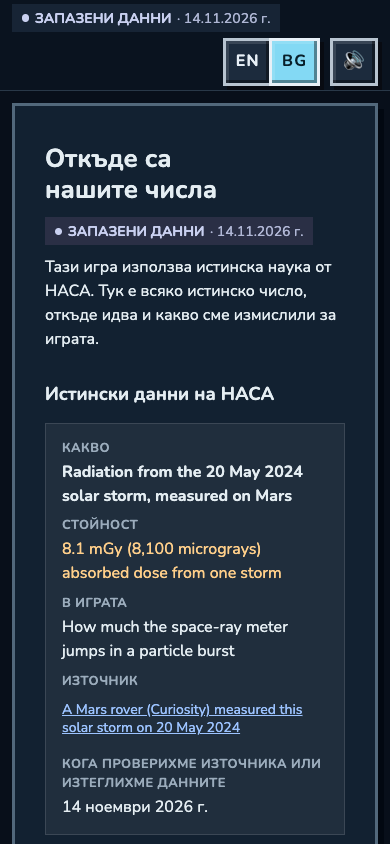 ЗАПАЗЕНИ ДАННИ · 14.11.2026 г.
EN BG
Откъде са
нашите числа
ЗАПАЗЕНИ ДАННИ · 14.11.2026 г.
Тази игра използва истинска наука от
НАСА. Тук е всяко истинско число,
откъде идва и какво сме измислили за
играта.
Истински данни на НАСА
КАКВО
Radiation from the 20 May 2024
solar storm, measured on Mars
СТОЙНОСТ
8.1 mGy (8,100 micrograys)
absorbed dose from one storm
В ИГРАТА
How much the space-ray meter
jumps in a particle burst
ИЗТОЧНИК
A Mars rover (Curiosity) measured this
solar storm on 20 May 2024
КОГА ПРОВЕРИХМЕ ИЗТОЧНИКА ИЛИ
ИЗТЕГЛИХМЕ ДАННИТЕ
14 ноември 2026 г.